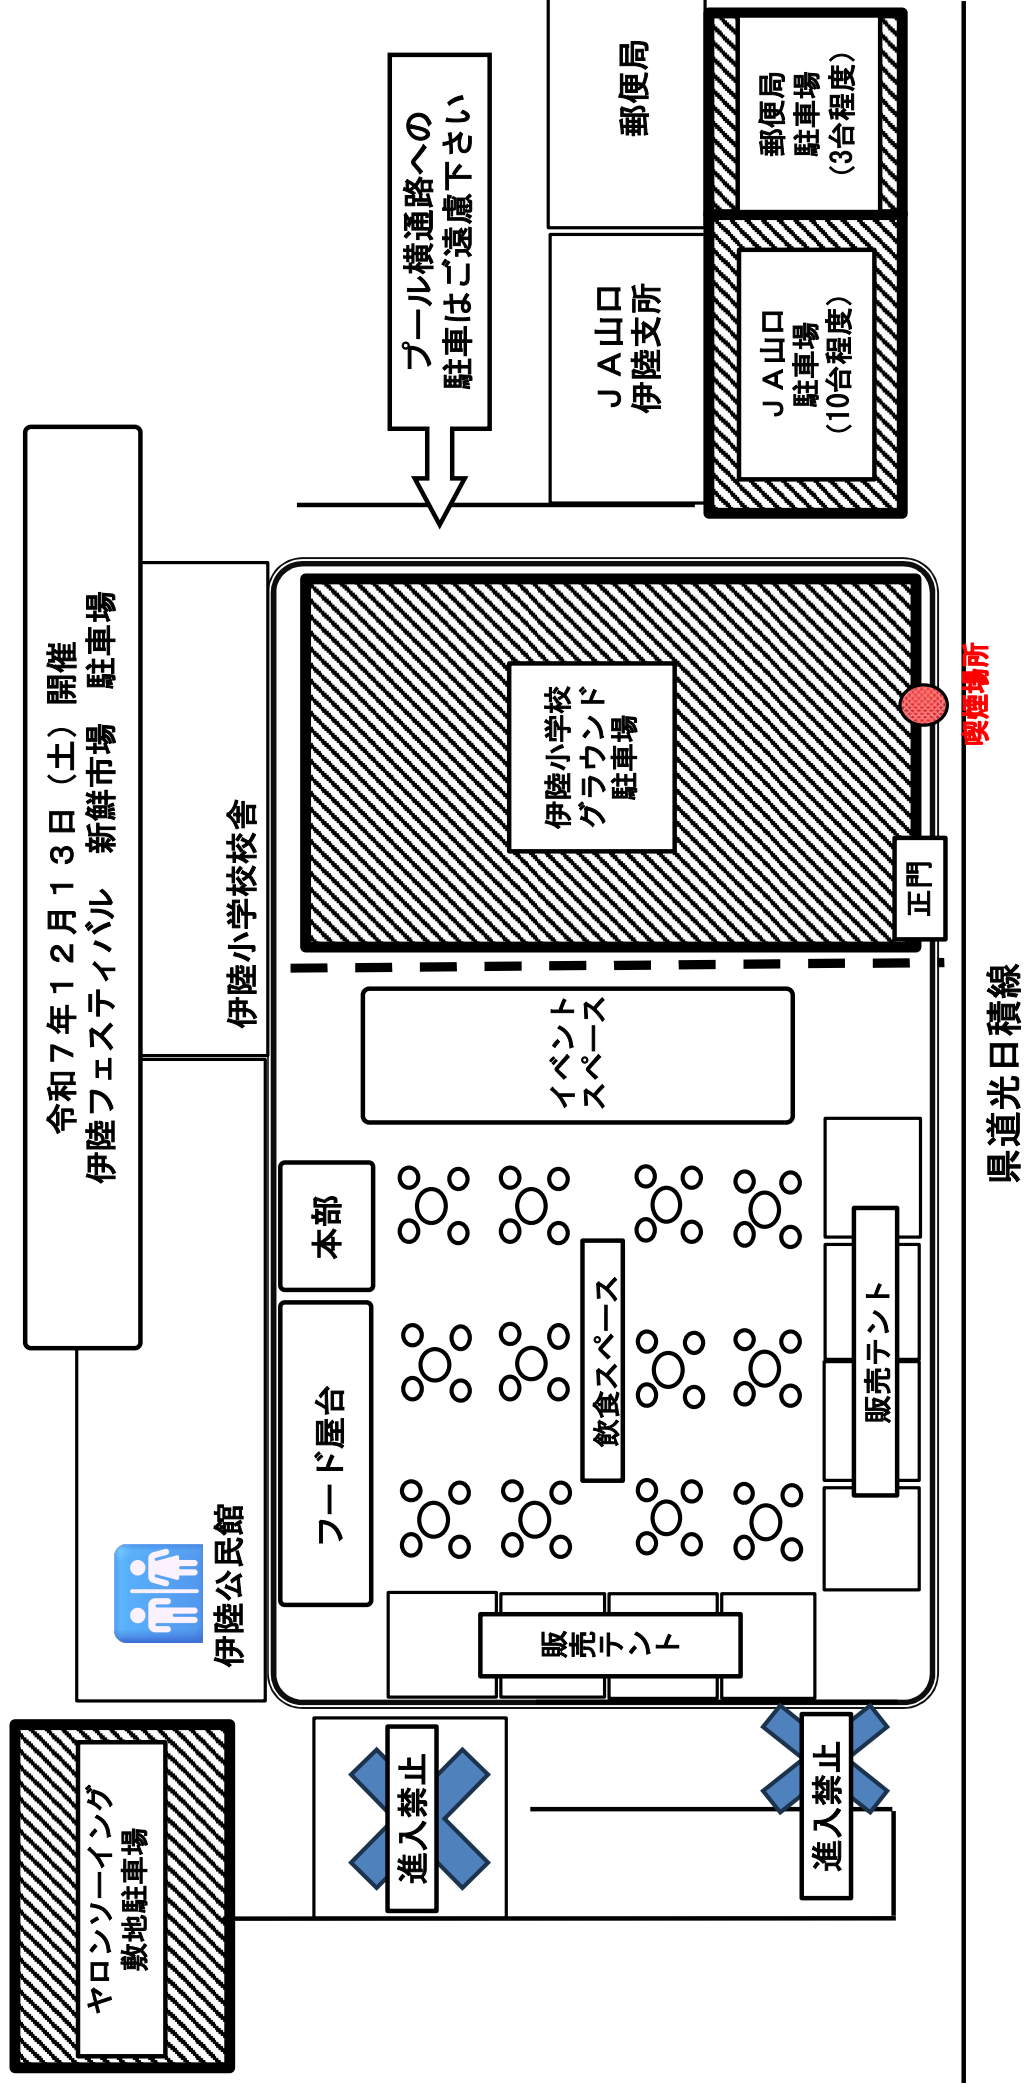 令和７年１２月１３日（土）開催
伊陸フェスティバル　新鮮市場　駐車場
ヤロンソーイング
敷地駐車場
伊陸公民館
伊陸小学校校舎
プール横通路への
駐車はご遠慮下さい
進入禁止
フード屋台
本部
販売テント
飲食スペース
イベント
スペース
伊陸小学校
グラウンド
駐車場
ＪＡ山口
伊陸支所
郵便局
進入禁止
販売テント
正門
喫煙場所
ＪＡ山口
駐車場
（10台程度）
郵便局
駐車場
（3台程度）
県道光日積線